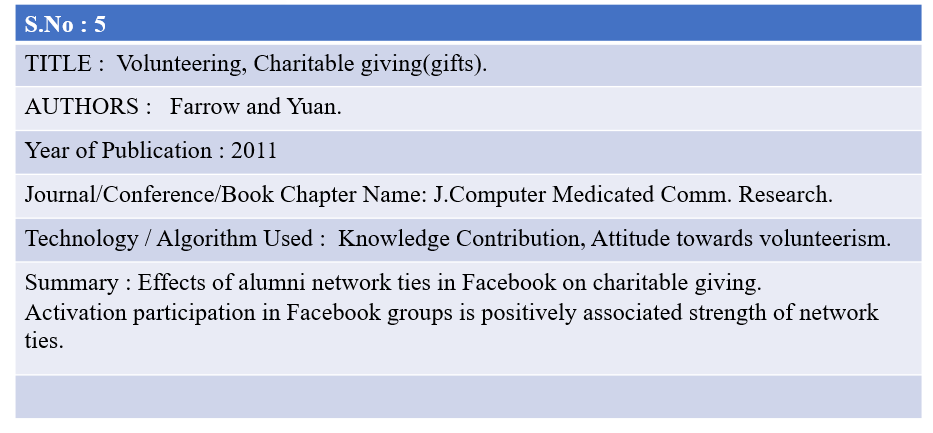 S.No : 5
TITLE :  Volunteering, Charitable giving(gifts).
AUTHORS :   Farrow and Yuan.
Year of Publication : 2011
Journal/Conference/Book Chapter Name: J.Computer Medicated Comm. Research.
Technology / Algorithm Used :  Knowledge Contribution, Attitude towards volunteerism.
Summary : Effects of alumni network ties in Facebook on charitable giving.
Activation participation in Facebook groups is positively associated strength of network
ties.